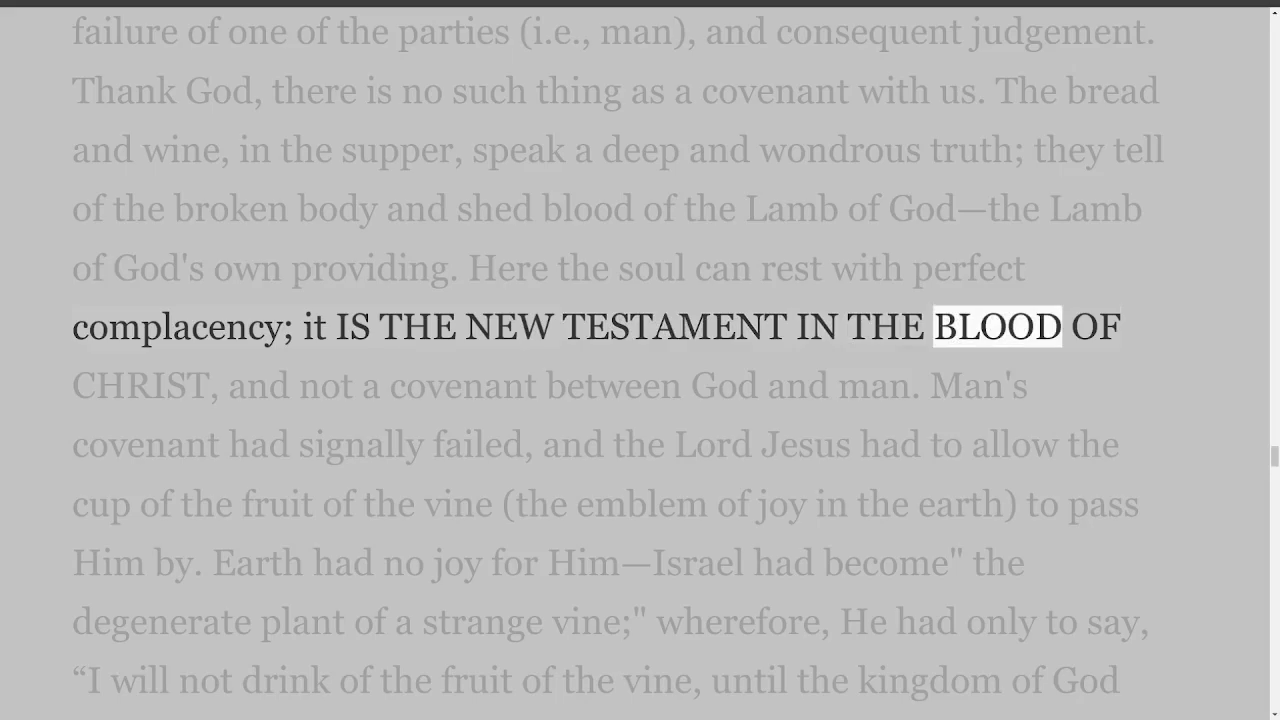 failure of one of the parties (i.e., man), and consequent judgement.
Thank God, there is no such thing as a covenant with us. The bread
and wine, in the supper, speak a deep and wondrous truth; they tell
of the broken body and shed blood of the Lamb of God—the Lamb
of God's own providing. Here the soul can rest with perfect
complacency; it IS THE NEW TESTAMENT IN THE BLOOD OF
CHRIST, and not a covenant between God and man. Man's
covenant had signally failed, and the Lord Jesus had to allow the
cup of the fruit of the vine (the emblem of joy in the earth) to pass
Him by. Earth had no joy for Him—Israel had become" the
degenerate plant of a strange vine;" wherefore, He had only to say,
“I will not drink of the fruit of the vine, until the kingdom of God